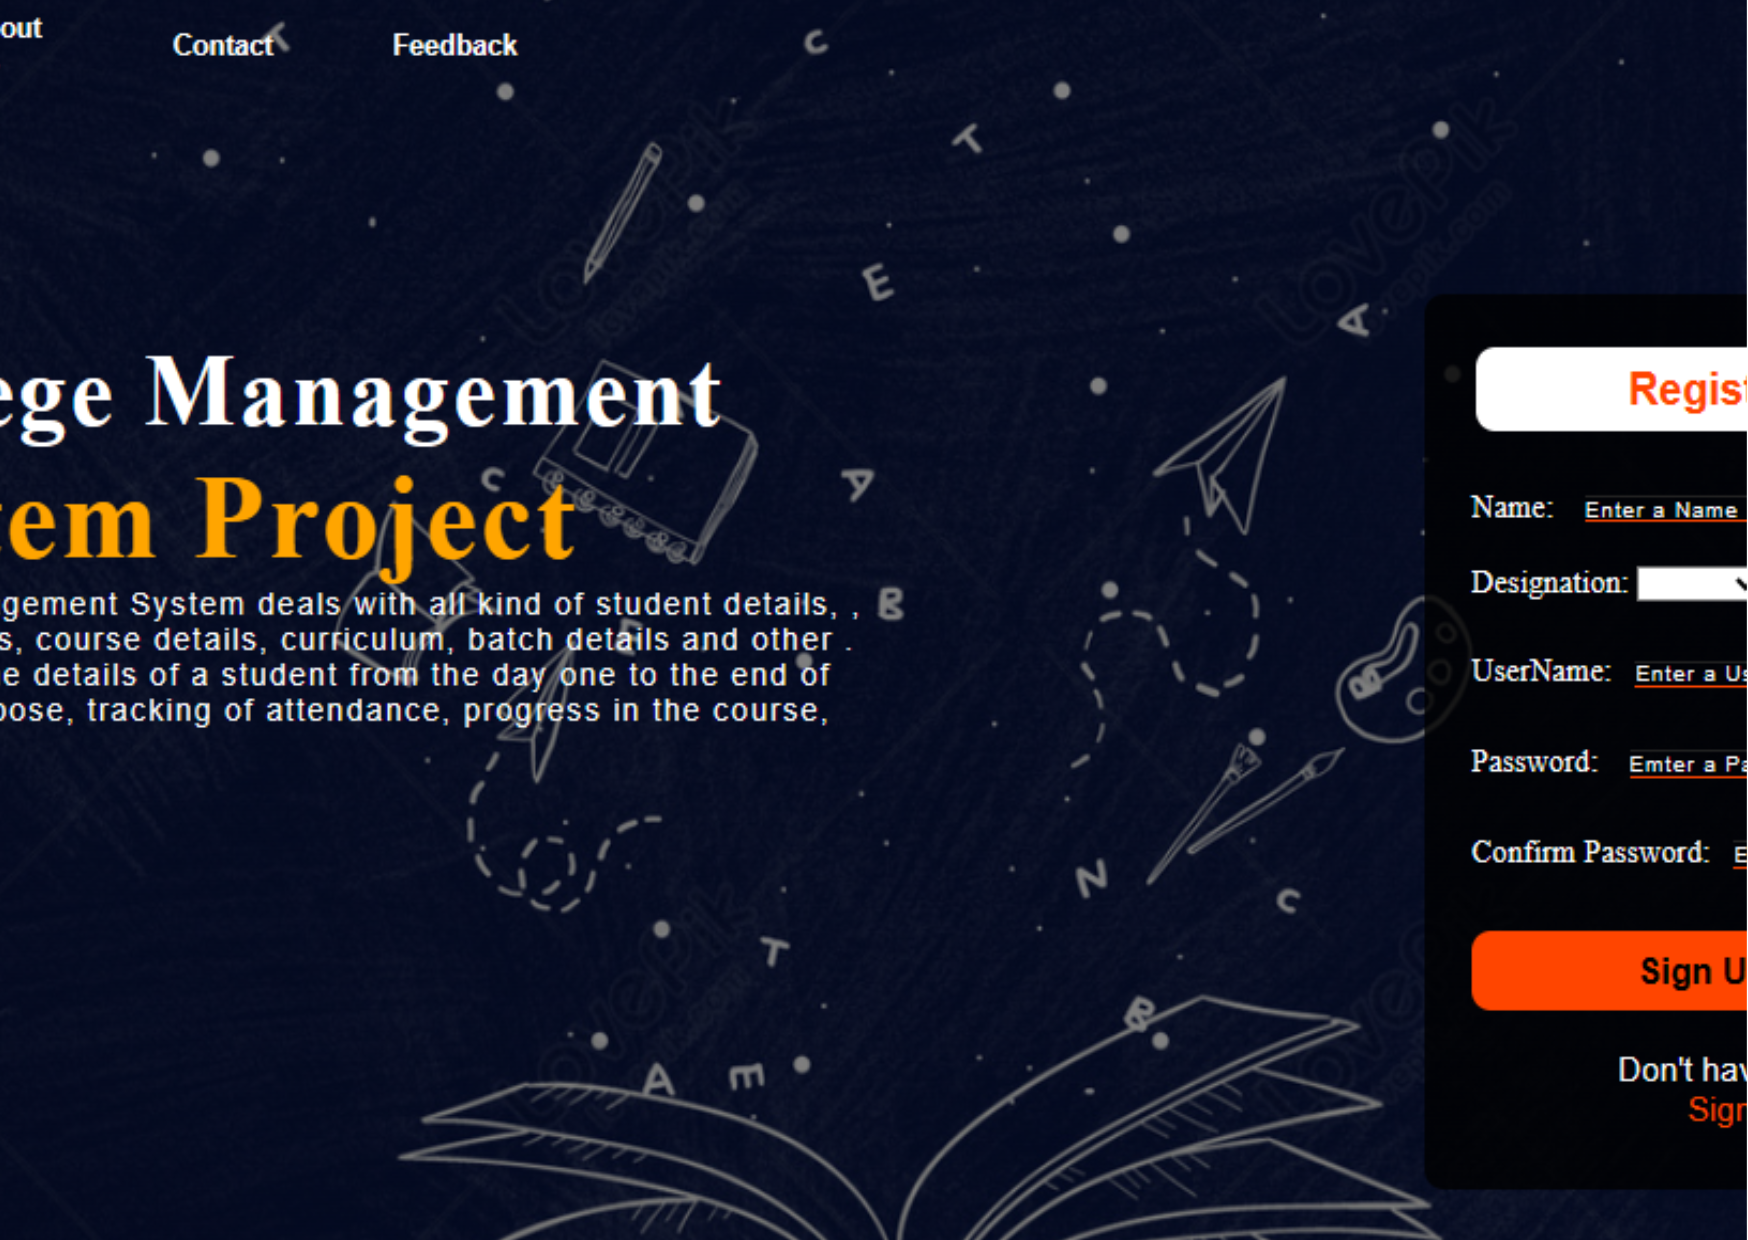 out
Contact
Feedback
ege Management
tem Project
gement System deals with all kind of student details, ,
s, course details, curriculum, batch details and other .
e details of a student from the day one to the end of
pose, tracking of attendance, progress in the course,
Regist
Name: Enter a Name
Designation:
UserName: Enter a Us
Password: Emter a Pa
Confirm Password: E
Sign U
Don't hav
Sign